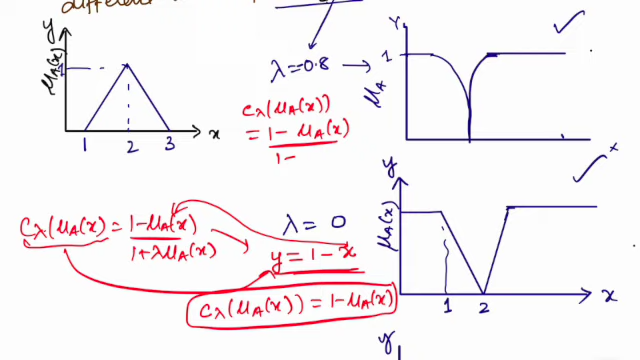 different
y
μA(x)
1
1 2 3 x
λ = -0.8 →
Cλ(μA(x))
= 1 - μA(x)
1 -
Y
1
μA
Cλ(μA(x) = 1-μA(x)
1+λμA(x)
λ = 0
y = 1 - x
Cλ(μA(x)) = 1-μA(x)
y
μA(x)
1 2 x
y